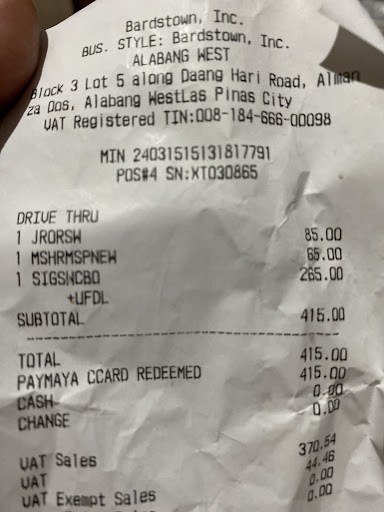 Bardstown, Inc.
BUS. STYLE: Bardstown, Inc.
ALABANG WEST
Block 3 Lot 5 along Daang Hari Road, Alman
za Dos, Alabang WestLas Pinas City
VAT Registered TIN:008-184-666-00098
MIN 24031515131817791
POS#4 SN:XTO30865
DRIVE THRU
1 JRORSW 85.00
1 MSHRMSPNEW 65.00
1 SIGSNCBO 265.00
+UFDL
SUBTOTAL 415.00
TOTAL 415.00
PAYMAYA CCARD REDEEMED 415.00
CASH 0.00
CHANGE 0.00
VAT Sales 370.54
VAT 44.46
VAT Exempt Sales 0.00
0.00